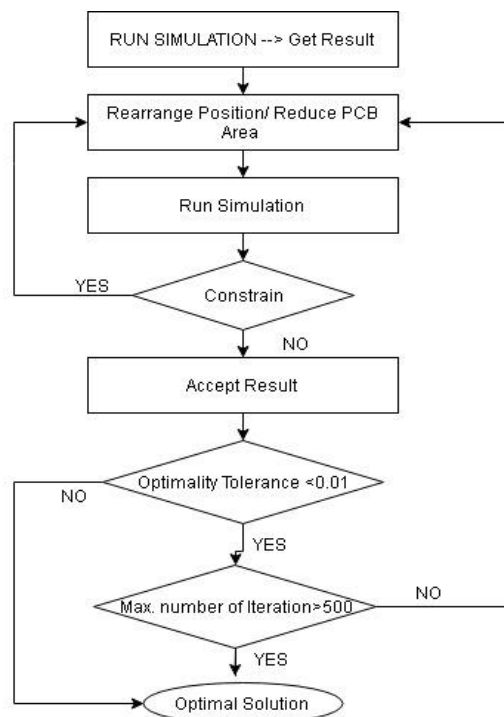 RUN SIMULATION --> Get Result
Rearrange Position/ Reduce PCB
Area
Run Simulation
YES
Constrain
NO
Accept Result
Optimality Tolerance <0.01
NO
YES
Max. number of Iteration>500
NO
YES
Optimal Solution